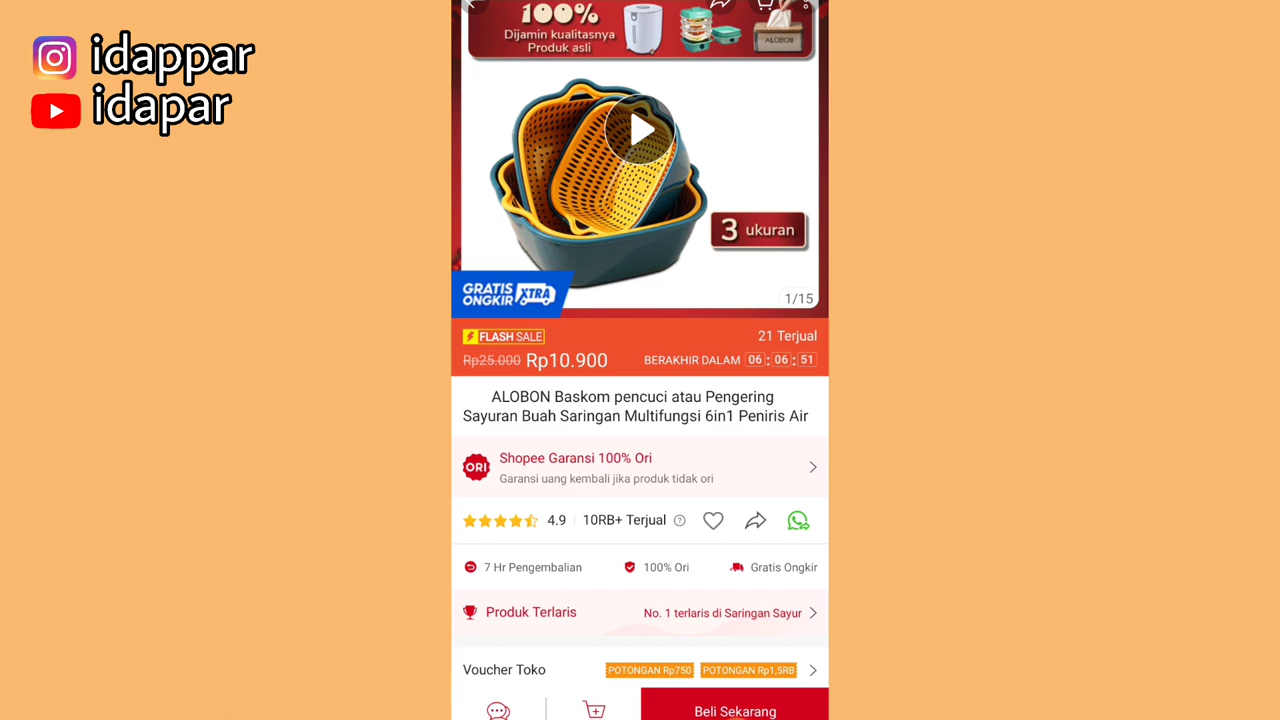 idappar
idapar
100%
Dijamin kualitasnya
Produk asli
ALOBON
3 ukuran
GRATIS
ONGKIR XTRA
1/15
FLASH SALE
21 Terjual
Rp25.000 Rp10.900
BERAKHIR DALAM 06 : 06 : 51
ALOBON Baskom pencuci atau Pengering
Sayuran Buah Saringan Multifungsi 6in1 Peniris Air
ORI
Shopee Garansi 100% Ori
Garansi uang kembali jika produk tidak ori
4.9
10RB+ Terjual ?
7 Hr Pengembalian
100% Ori
Gratis Ongkir
Produk Terlaris
No. 1 terlaris di Saringan Sayur
Voucher Toko
POTONGAN Rp750
POTONGAN Rp1,5RB
Beli Sekarang